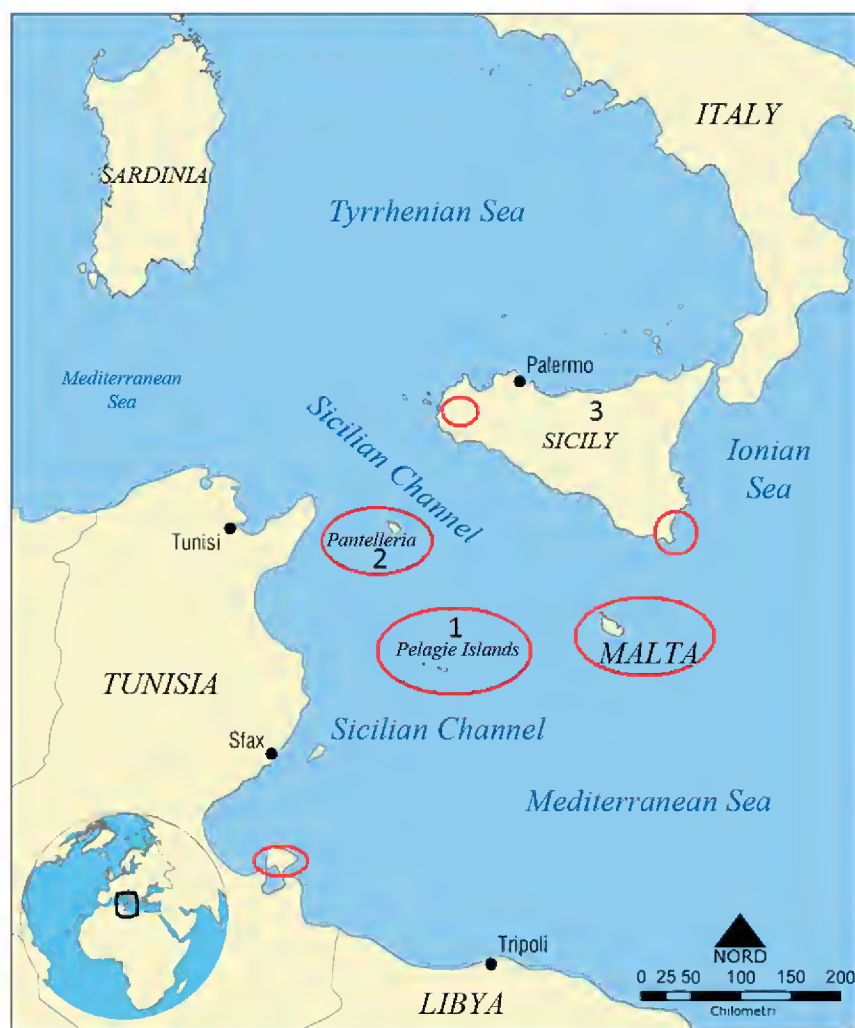 ITALY
SARDINIA
Tyrrhenian Sea
Mediterranean
Sea
Palermo
3
SICILY
Sicilian Channel
Ionian
Sea
Tunisi
Pantelleria
2
1
Pelagie Islands
MALTA
TUNISIA
Sfax
Sicilian Channel
Mediterranean Sea
Tripoli
LIBYA
NORD
0 25 50 100 150 200
Chilometri